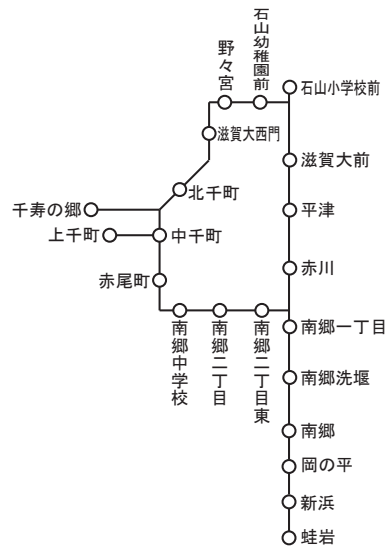 石山幼稚園前
野々宮
石山小学校前
滋賀大西門
滋賀大前
北千町
千寿の郷
平津
上千町
中千町
赤川
赤尾町
南郷中学校
南郷二丁目
南郷二丁目東
南郷一丁目
南郷洗堰
南郷
岡の平
新浜
蛙岩